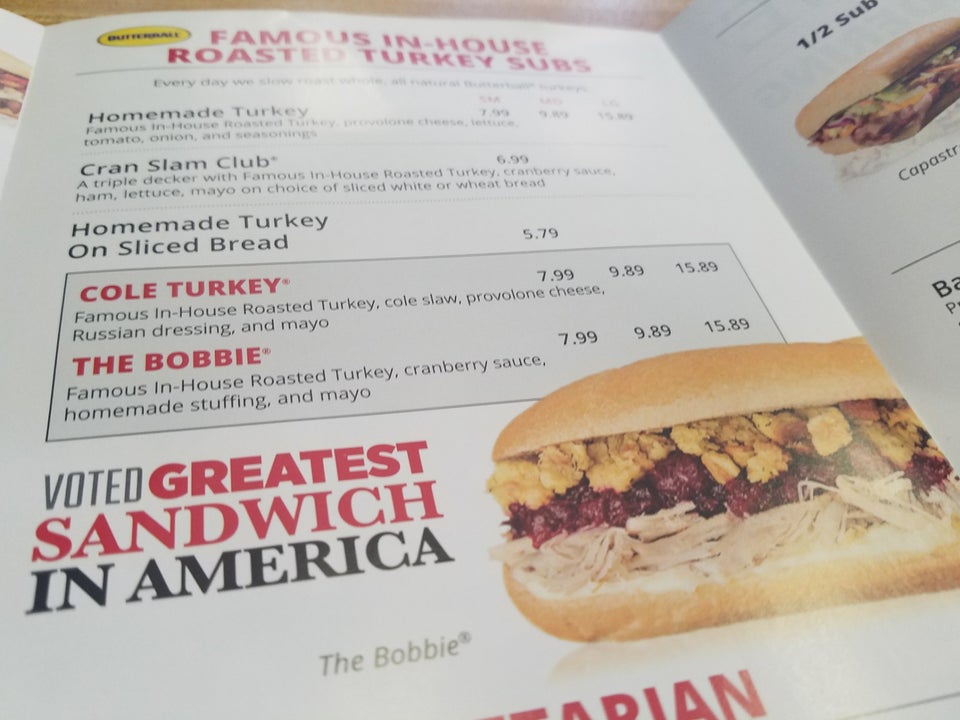 BUTTERBALL
FAMOUS IN-HOUSE
ROASTED TURKEY SUBS
Every day we slow roast whole, all natural Butterball® turkeys
SM MD LG
Homemade Turkey 7.99 9.89 15.89
Famous In-House Roasted Turkey, provolone cheese, lettuce,
tomato, onion, and seasonings
Cran Slam Club® 6.99
A triple decker with Famous In-House Roasted Turkey, cranberry sauce,
ham, lettuce, mayo on choice of sliced white or wheat bread
Homemade Turkey
On Sliced Bread 5.79
COLE TURKEY® 7.99 9.89 15.89
Famous In-House Roasted Turkey, cole slaw, provolone cheese,
Russian dressing, and mayo
THE BOBBIE® 7.99 9.89 15.89
Famous In-House Roasted Turkey, cranberry sauce,
homemade stuffing, and mayo
VOTED GREATEST
SANDWICH
IN AMERICA
The Bobbie®
1/2 Sub